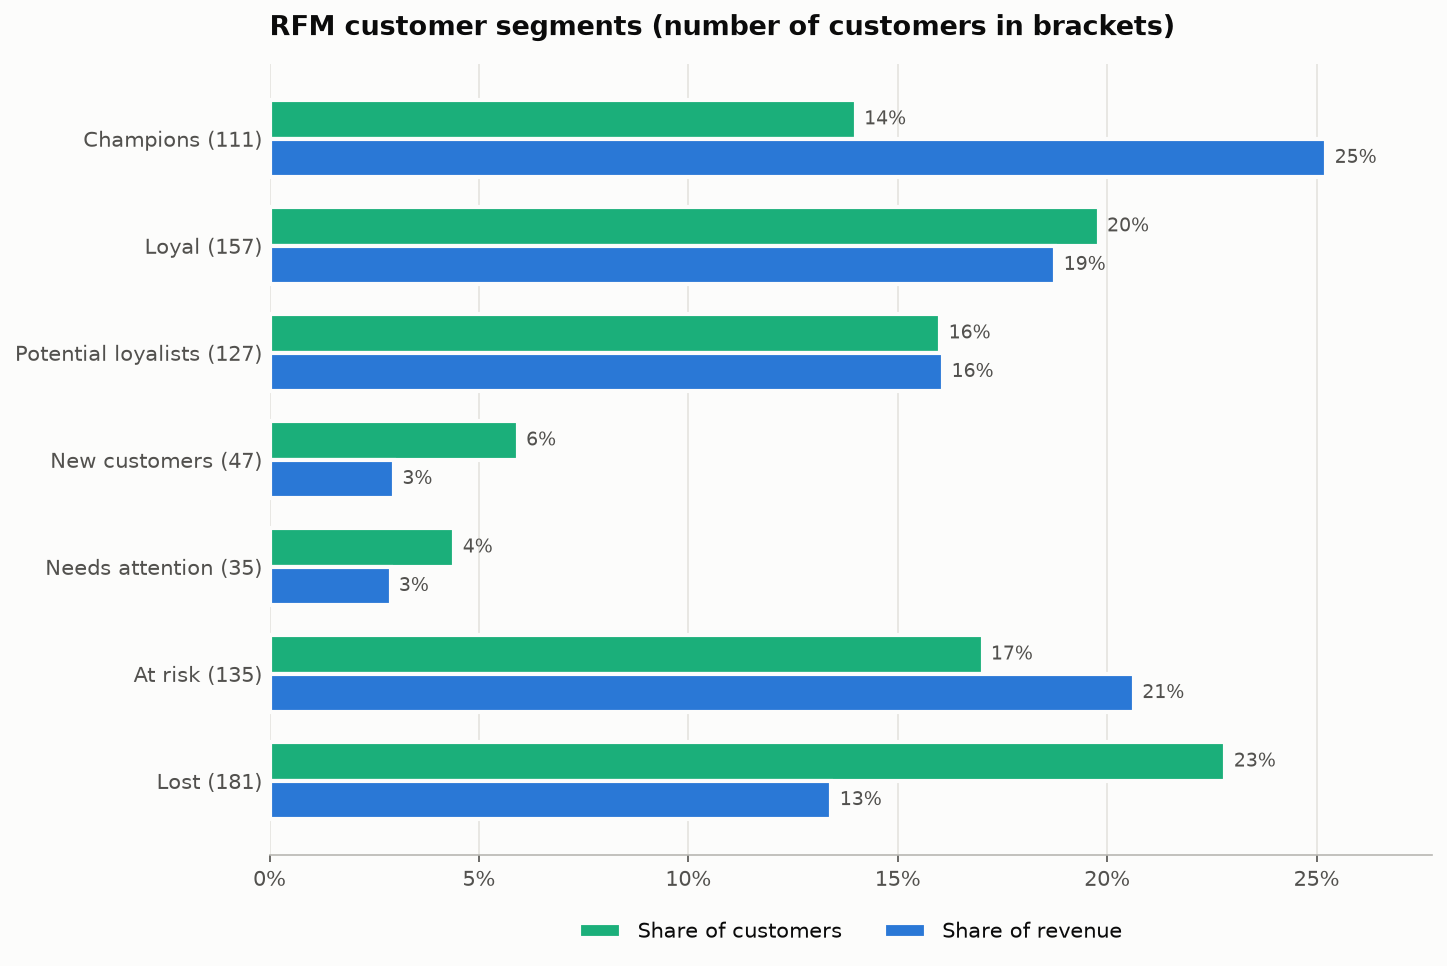 RFM customer segments (number of customers in brackets)
Champions (111)
14%
25%
Loyal (157)
20%
19%
Potential loyalists (127)
16%
16%
New customers (47)
6%
3%
Needs attention (35)
4%
3%
At risk (135)
17%
21%
Lost (181)
23%
13%
0% 5% 10% 15% 20% 25%
Share of customers Share of revenue